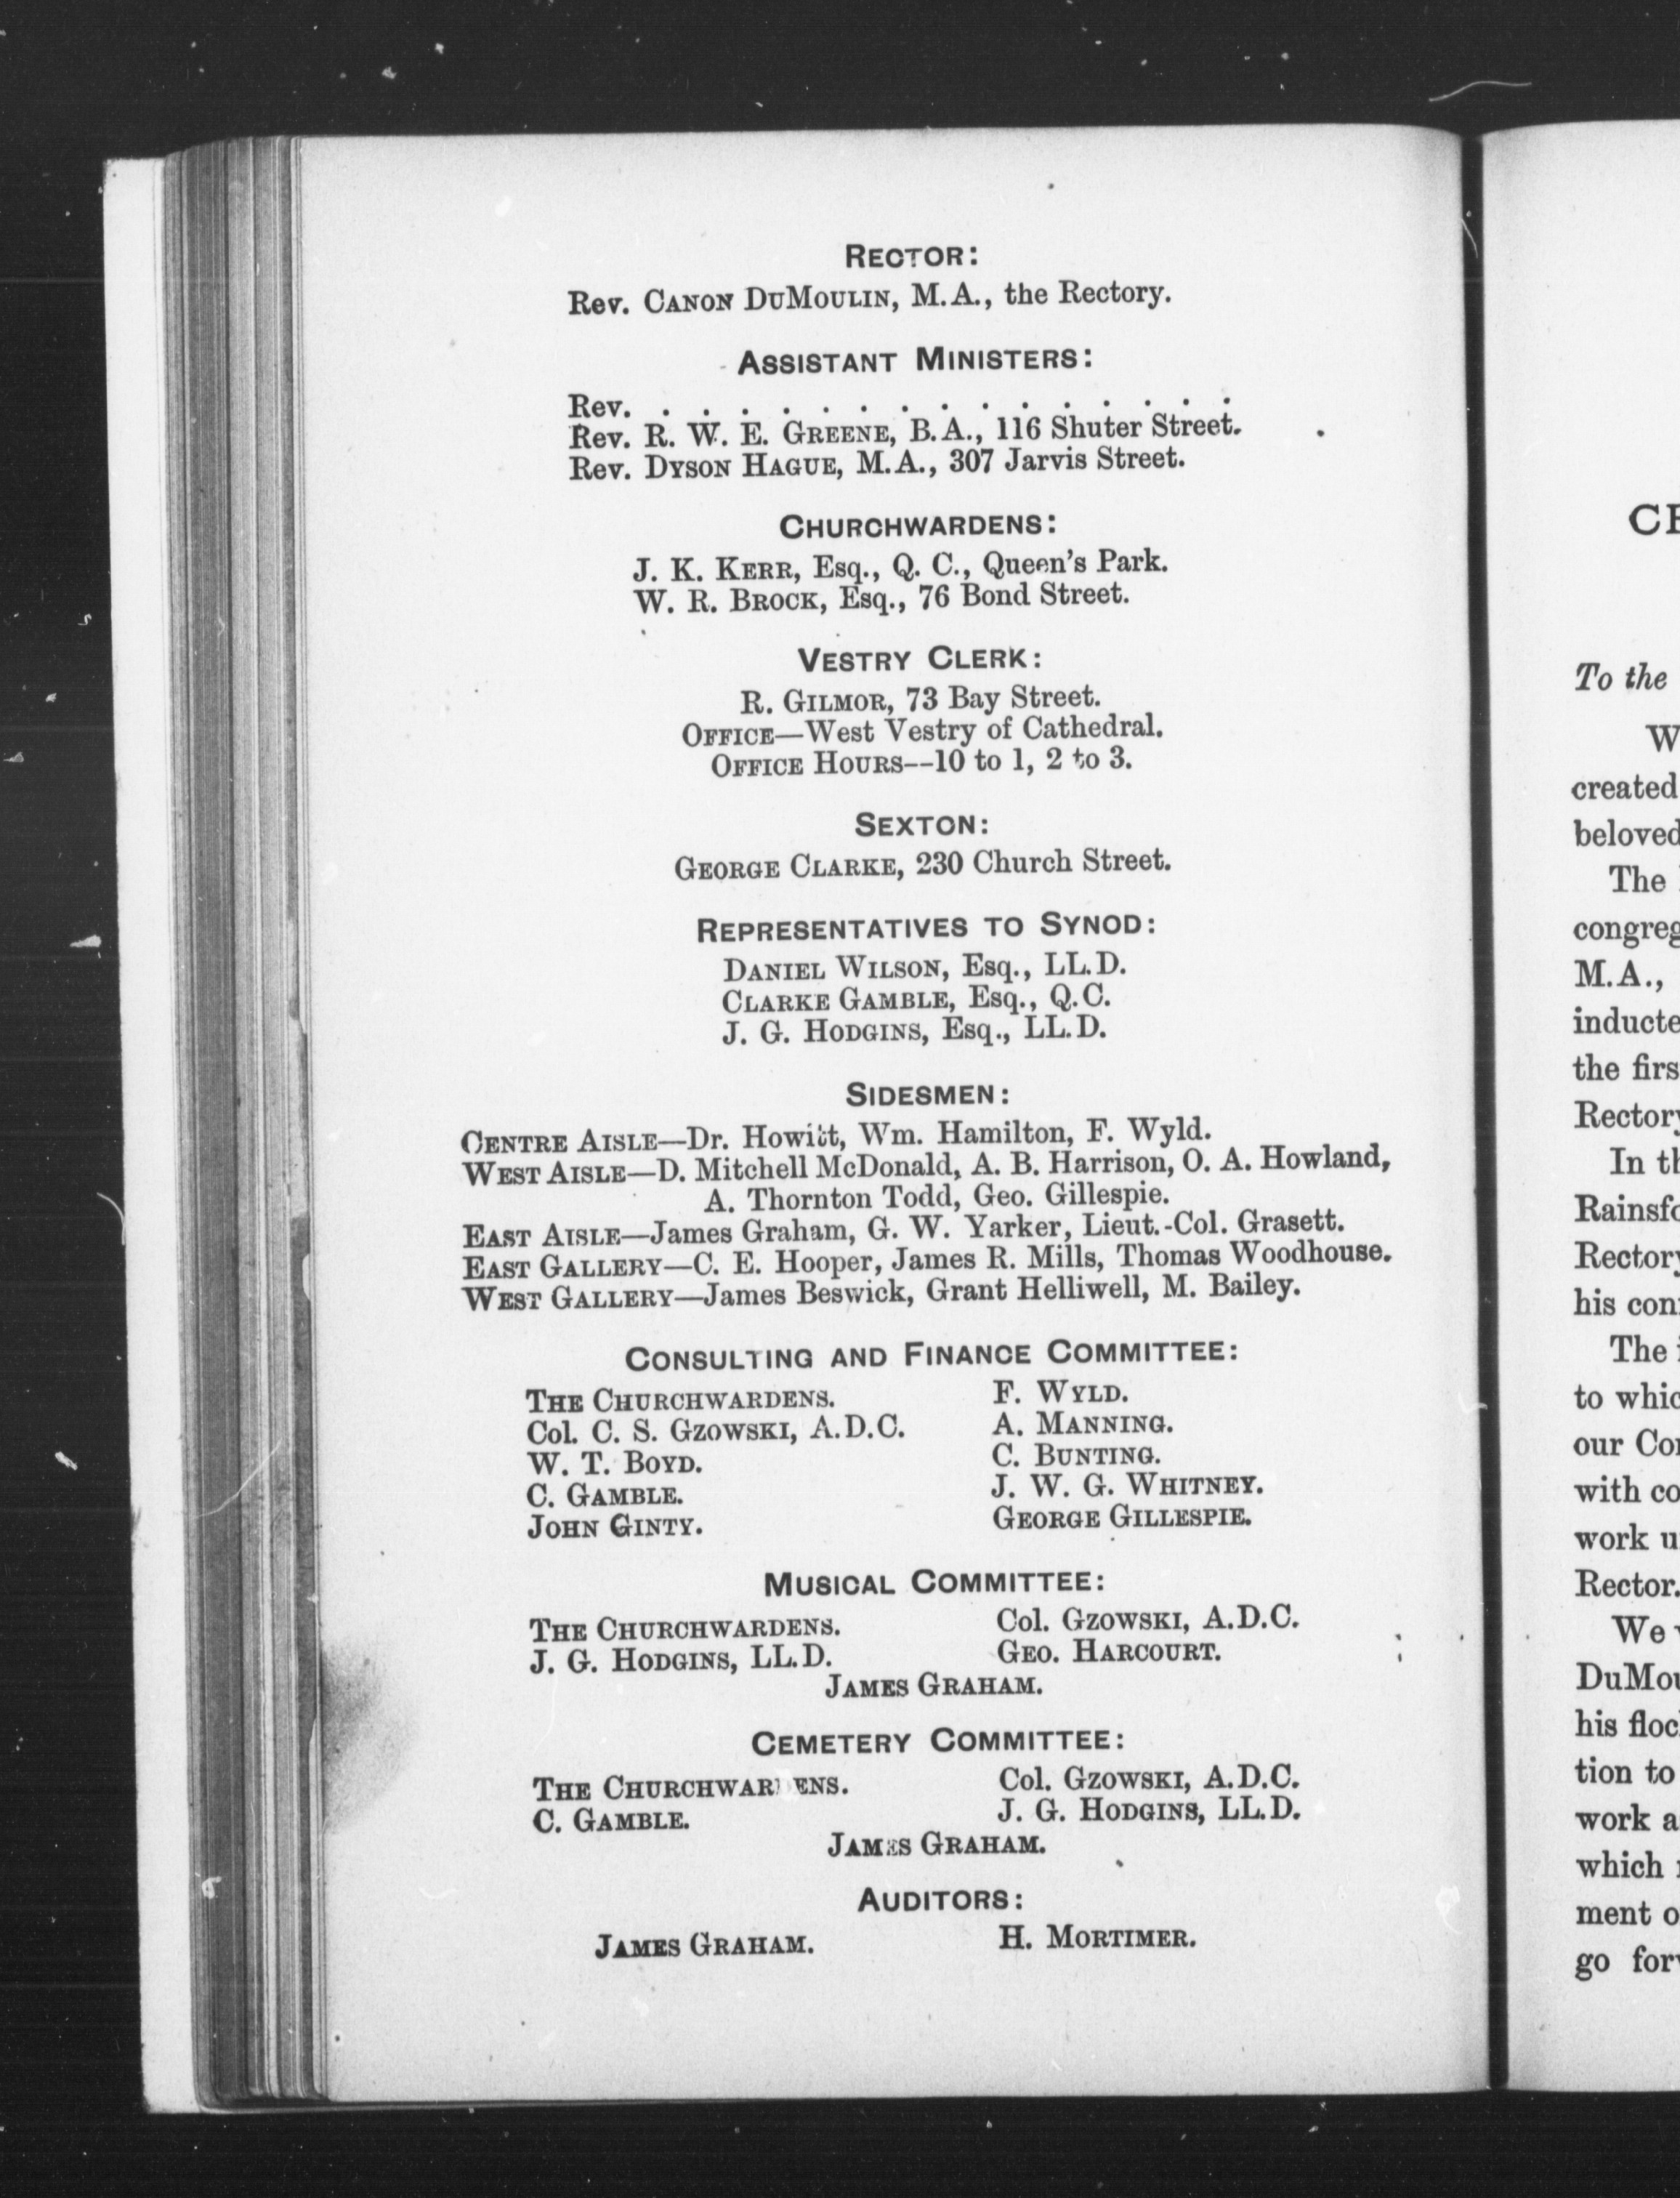 RECTOR:
Rev. CANON DUMOULIN, M.A., the Rectory.
ASSISTANT MINISTERS:
Rev. . . . . . . . . . . . . . . .
Rev. R. W. E. GREENE, B.A., 116 Shuter Street.
Rev. DYSON HAGUE, M.A., 307 Jarvis Street.
CHURCHWARDENS:
J. K. KERR, Esq., Q. C., Queen's Park.
W. R. BROCK, Esq., 76 Bond Street.
VESTRY CLERK:
R. GILMOR, 73 Bay Street.
OFFICE—West Vestry of Cathedral.
OFFICE HOURS--10 to 1, 2 to 3.
SEXTON:
GEORGE CLARKE, 230 Church Street.
REPRESENTATIVES TO SYNOD:
DANIEL WILSON, Esq., LL.D.
CLARKE GAMBLE, Esq., Q.C.
J. G. HODGINS, Esq., LL.D.
SIDESMEN:
CENTRE AISLE—Dr. Howitt, Wm. Hamilton, F. Wyld.
WEST AISLE—D. Mitchell McDonald, A. B. Harrison, O. A. Howland,
A. Thornton Todd, Geo. Gillespie.
EAST AISLE—James Graham, G. W. Yarker, Lieut.-Col. Grasett.
EAST GALLERY—C. E. Hooper, James R. Mills, Thomas Woodhouse.
WEST GALLERY—James Beswick, Grant Helliwell, M. Bailey.
CONSULTING AND FINANCE COMMITTEE:
THE CHURCHWARDENS.
Col. C. S. GZOWSKI, A.D.C.
W. T. BOYD.
C. GAMBLE.
JOHN GINTY.
F. WYLD.
A. MANNING.
C. BUNTING.
J. W. G. WHITNEY.
GEORGE GILLESPIE.
MUSICAL COMMITTEE:
THE CHURCHWARDENS.
J. G. HODGINS, LL.D.
Col. GZOWSKI, A.D.C.
GEO. HARCOURT.
JAMES GRAHAM.
CEMETERY COMMITTEE:
THE CHURCHWARDENS.
C. GAMBLE.
Col. GZOWSKI, A.D.C.
J. G. HODGINS, LL.D.
JAMES GRAHAM.
AUDITORS:
JAMES GRAHAM.
H. MORTIMER.
To the
created
beloved
The
congreg
M.A.,
inducte
the firs
Rectory
In th
Rainsfo
Rectory
his con
The
to whic
our Co
with co
work u
Rector.
We
DuMou
his floc
tion to
work a
which
ment o
go for